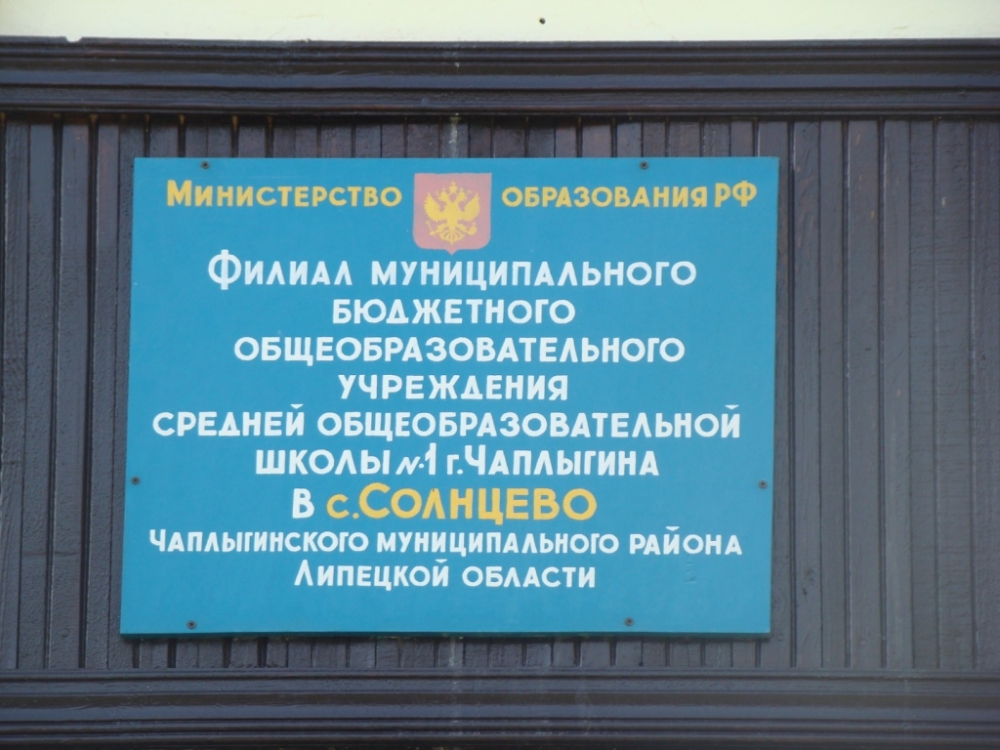 Министерство образования РФ
Филиал муниципального
бюджетного
общеобразовательного
учреждения
средней общеобразовательной
школы №1 г. Чаплыгина
в с. Солнцево
Чаплыгинского муниципального района
Липецкой области